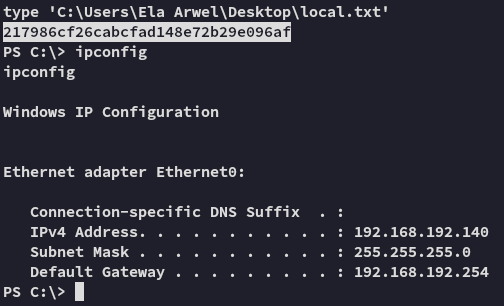 type 'C:\Users\Ela Arwel\Desktop\local.txt'
217986cf26cabcfad148e72b29e096af
PS C:\> ipconfig
ipconfig

Windows IP Configuration


Ethernet adapter Ethernet0:

   Connection-specific DNS Suffix  . :
   IPv4 Address. . . . . . . . . . . : 192.168.192.140
   Subnet Mask . . . . . . . . . . . : 255.255.255.0
   Default Gateway . . . . . . . . . : 192.168.192.254
PS C:\>